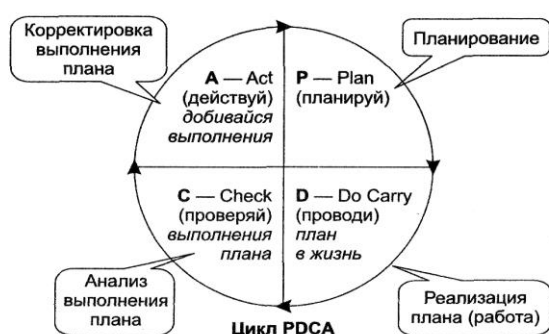 Корректировка
выполнения
плана
Планирование
A — Act
(действуй)
добивайся
выполнения
P — Plan
(планируй)
C — Check
(проверяй)
выполнения
плана
D — Do Carry
(проводи)
план
в жизнь
Анализ
выполнения
плана
Реализация
плана (работа)
Цикл PDCA